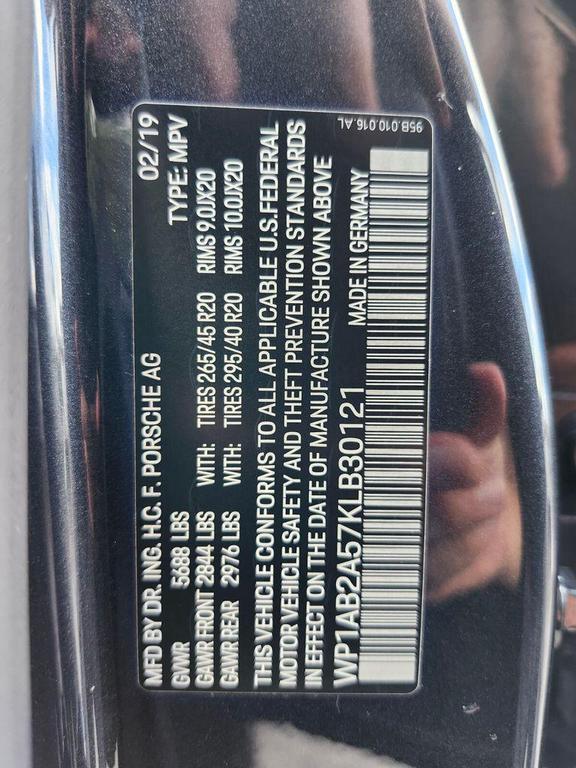 MFD BY DR. ING. H.C. F. PORSCHE AG 02/19
GVWR 5688 LBS TYPE: MPV
GAWR FRONT 2844 LBS WITH: TIRES 265/45 R20 RIMS 9.0JX20
GAWR REAR 2976 LBS WITH: TIRES 295/40 R20 RIMS 10.0JX20
THIS VEHICLE CONFORMS TO ALL APPLICABLE U.S.FEDERAL
MOTOR VEHICLE SAFETY AND THEFT PREVENTION STANDARDS
IN EFFECT ON THE DATE OF MANUFACTURE SHOWN ABOVE
WP1AB2A57KLB30121 MADE IN GERMANY
95B.010.016.AL